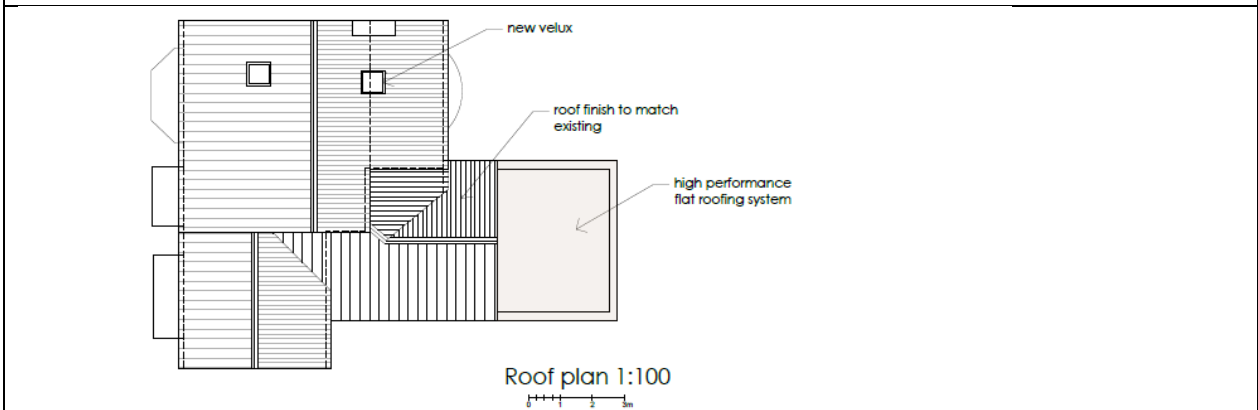 new velux
roof finish to match
existing
high performance
flat roofing system
Roof plan 1:100
0 1 2 3m